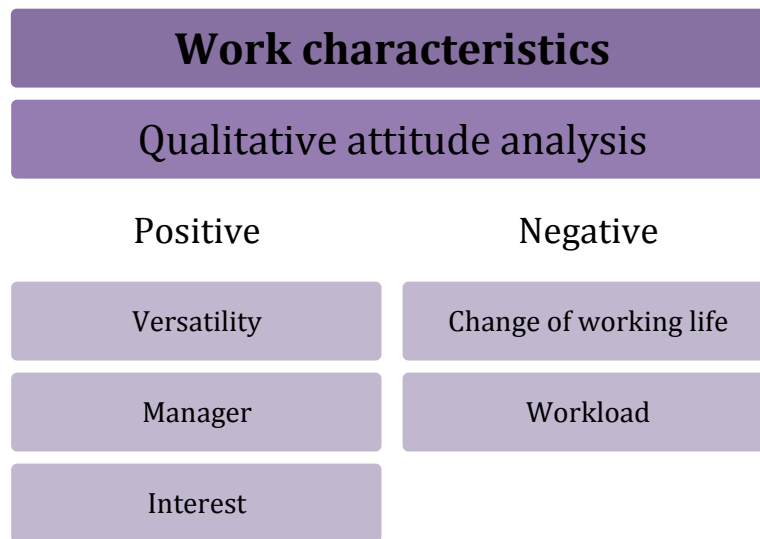 Work characteristics
Qualitative attitude analysis
Positive
Negative
Versatility
Change of working life
Manager
Workload
Interest